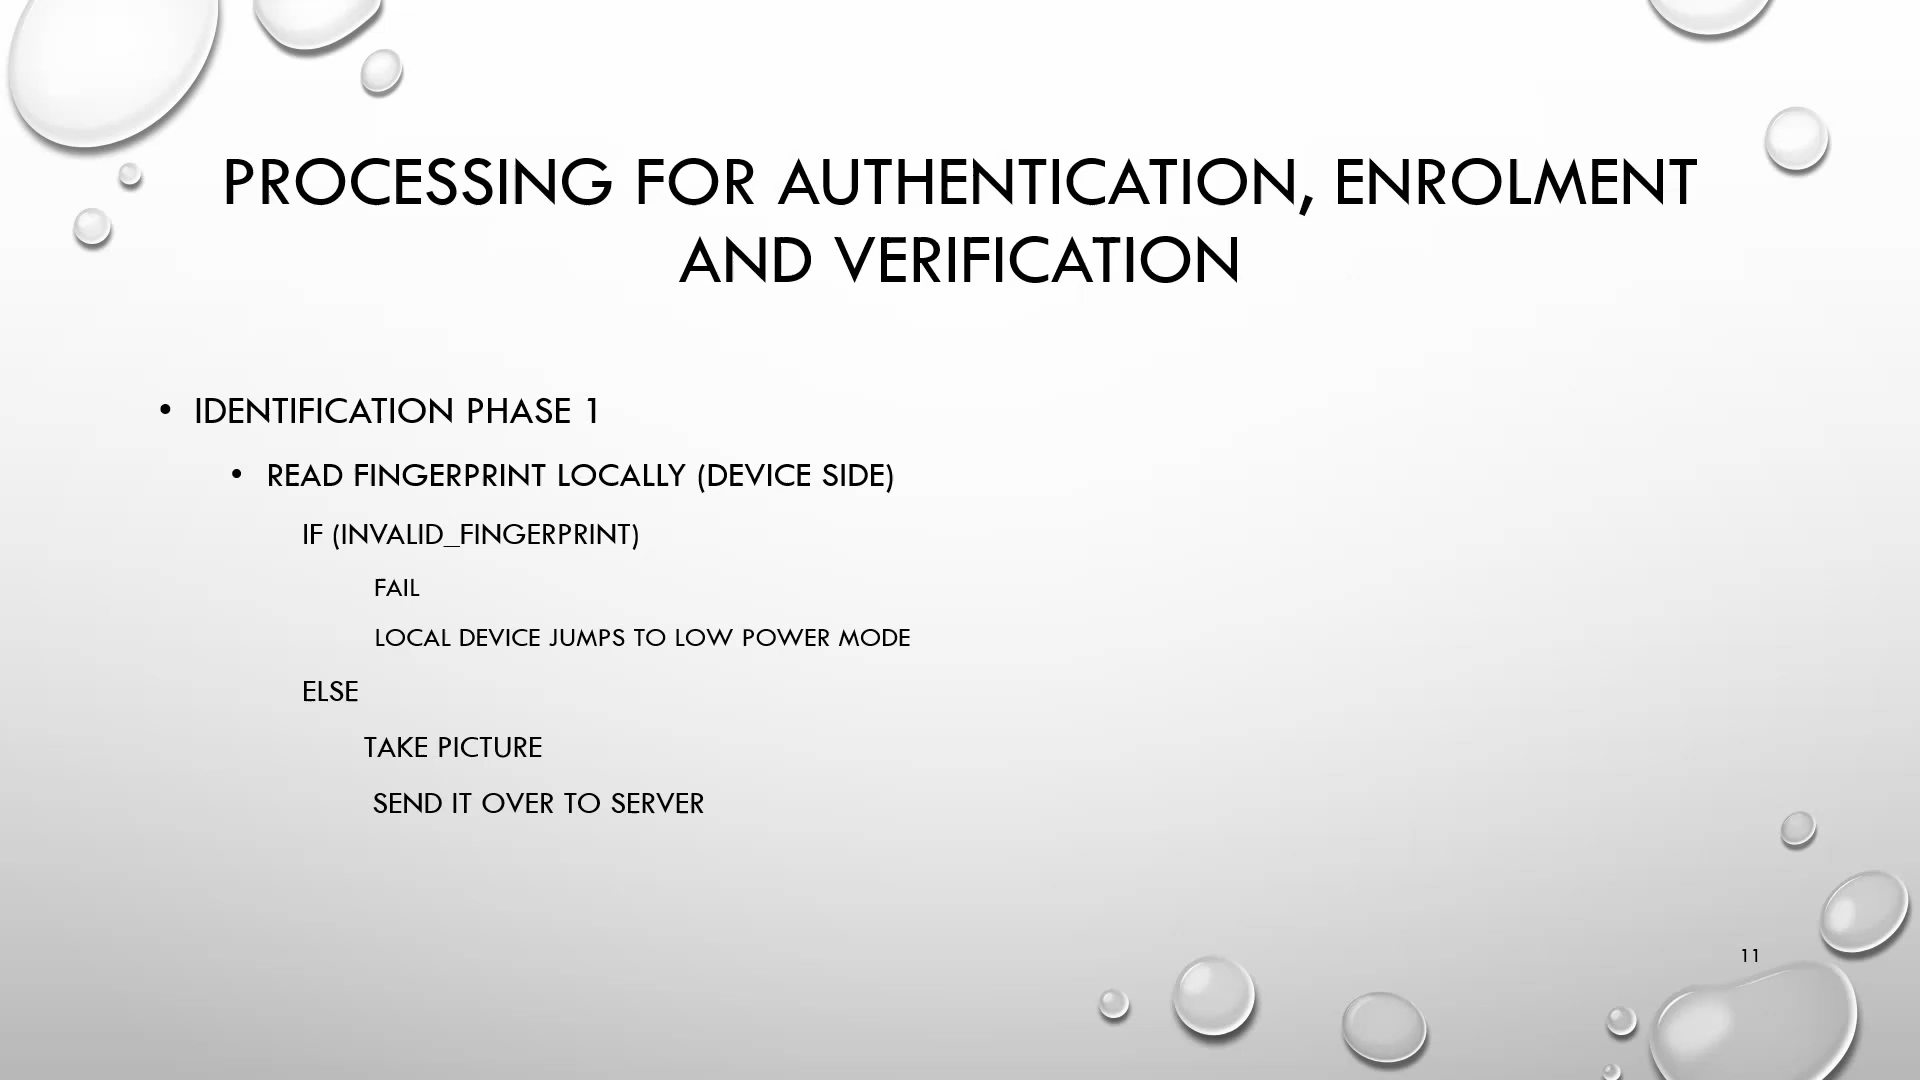 PROCESSING FOR AUTHENTICATION, ENROLMENT
AND VERIFICATION
• IDENTIFICATION PHASE 1
• READ FINGERPRINT LOCALLY (DEVICE SIDE)
IF (INVALID_FINGERPRINT)
FAIL
LOCAL DEVICE JUMPS TO LOW POWER MODE
ELSE
TAKE PICTURE
SEND IT OVER TO SERVER
11